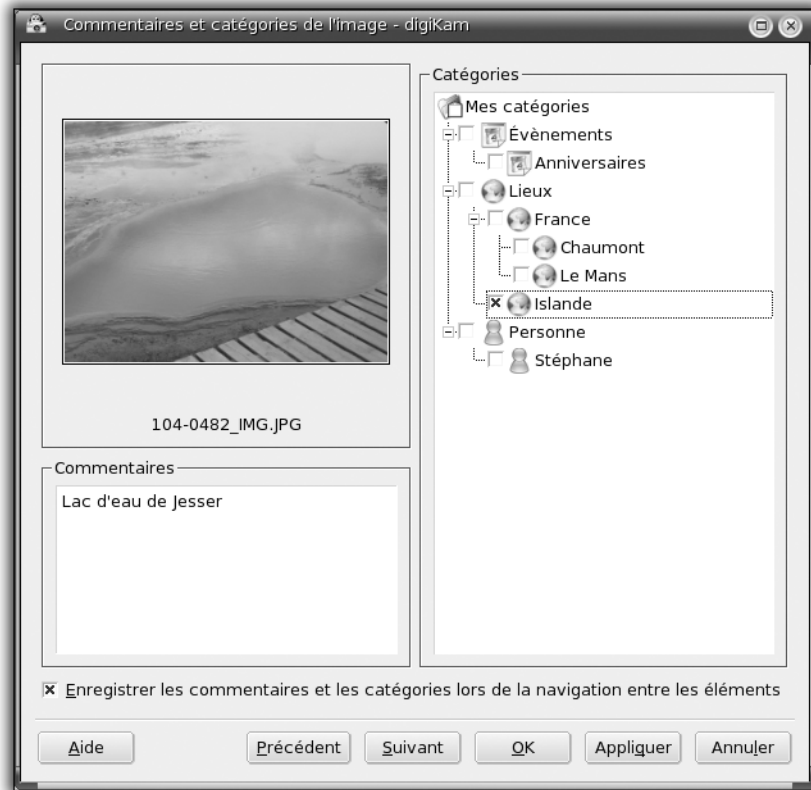 Commentaires et catégories de l'image - digiKam
104-0482_IMG.JPG
Commentaires
Lac d'eau de Jesser
Catégories
Mes catégories
Évènements
Anniversaires
Lieux
France
Chaumont
Le Mans
Islande
Personne
Stéphane
Enregistrer les commentaires et les catégories lors de la navigation entre les éléments
Aide Précédent Suivant OK Appliquer Annuler